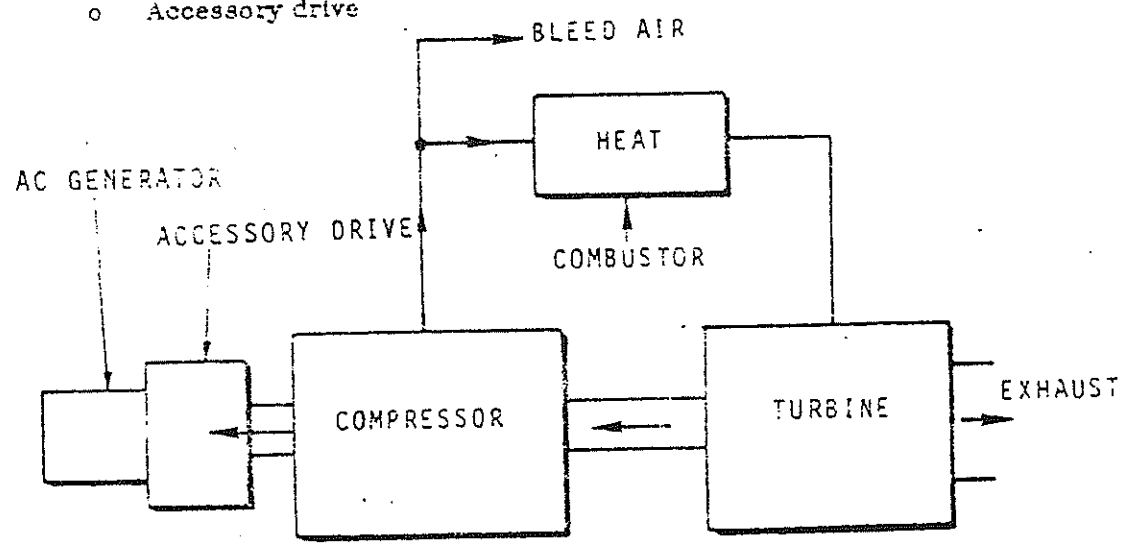 o Accessory drive
BLEED AIR
HEAT
AC GENERATOR
ACCESSORY DRIVE
COMBUSTOR
COMPRESSOR
TURBINE
EXHAUST